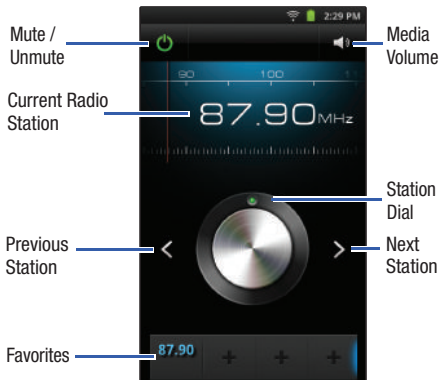 2:29 PM
Mute /
Unmute
Media
Volume
90
100
Current Radio
Station
87.90MHz
Station
Dial
Previous
Station
Next
Station
Favorites
87.90
+
+
+